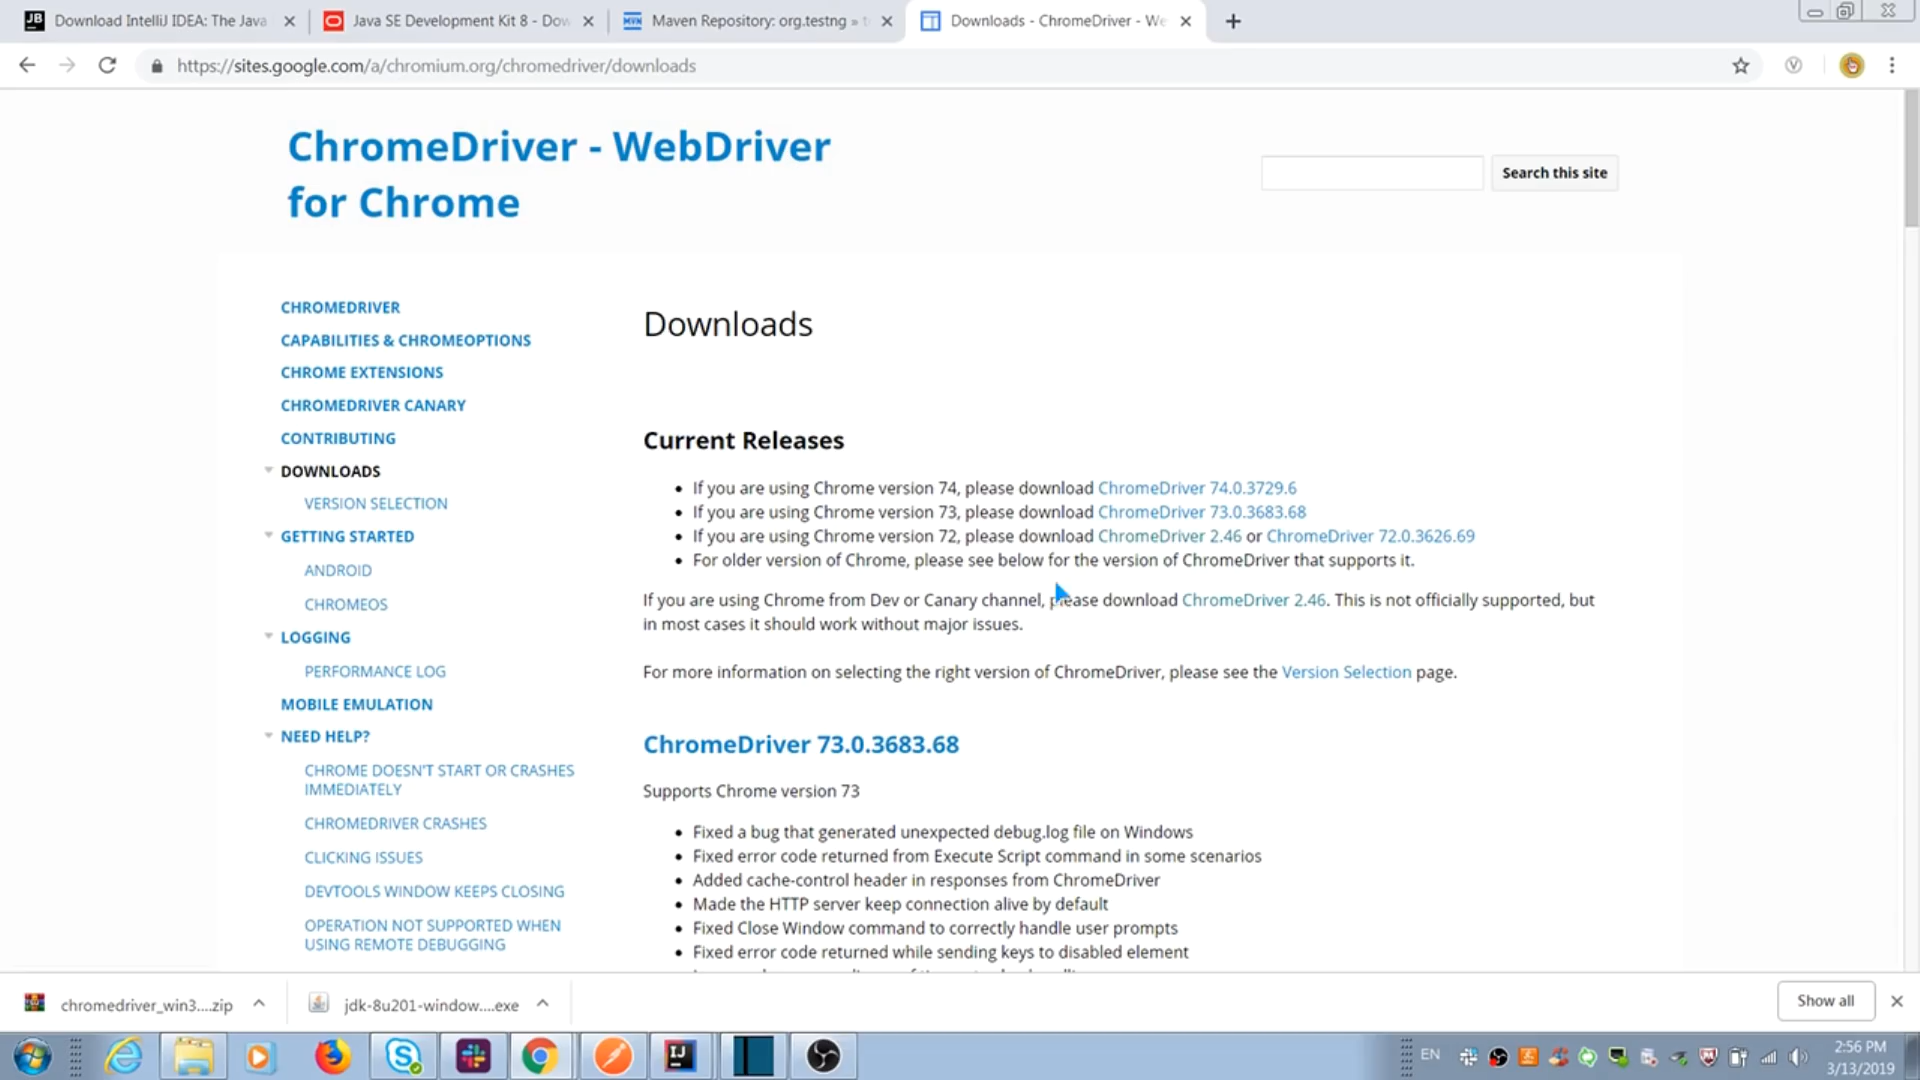 Download IntelliJ IDEA: The Java
Java SE Development Kit 8 - Dow
Maven Repository: org.testng » t
Downloads - ChromeDriver - We
https://sites.google.com/a/chromium.org/chromedriver/downloads
ChromeDriver - WebDriver
for Chrome
Search this site
CHROMEDRIVER
CAPABILITIES & CHROMEOPTIONS
CHROME EXTENSIONS
CHROMEDRIVER CANARY
CONTRIBUTING
DOWNLOADS
VERSION SELECTION
GETTING STARTED
ANDROID
CHROMEOS
LOGGING
PERFORMANCE LOG
MOBILE EMULATION
NEED HELP?
CHROME DOESN'T START OR CRASHES
IMMEDIATELY
CHROMEDRIVER CRASHES
CLICKING ISSUES
DEVTOOLS WINDOW KEEPS CLOSING
OPERATION NOT SUPPORTED WHEN
USING REMOTE DEBUGGING
Downloads
Current Releases
• If you are using Chrome version 74, please download ChromeDriver 74.0.3729.6
• If you are using Chrome version 73, please download ChromeDriver 73.0.3683.68
• If you are using Chrome version 72, please download ChromeDriver 2.46 or ChromeDriver 72.0.3626.69
• For older version of Chrome, please see below for the version of ChromeDriver that supports it.
If you are using Chrome from Dev or Canary channel, please download ChromeDriver 2.46. This is not officially supported, but
in most cases it should work without major issues.
For more information on selecting the right version of ChromeDriver, please see the Version Selection page.
ChromeDriver 73.0.3683.68
Supports Chrome version 73
• Fixed a bug that generated unexpected debug.log file on Windows
• Fixed error code returned from Execute Script command in some scenarios
• Added cache-control header in responses from ChromeDriver
• Made the HTTP server keep connection alive by default
• Fixed Close Window command to correctly handle user prompts
• Fixed error code returned while sending keys to disabled element
chromedriver_win3....zip
jdk-8u201-window....exe
Show all
EN
2:56 PM
3/13/2019